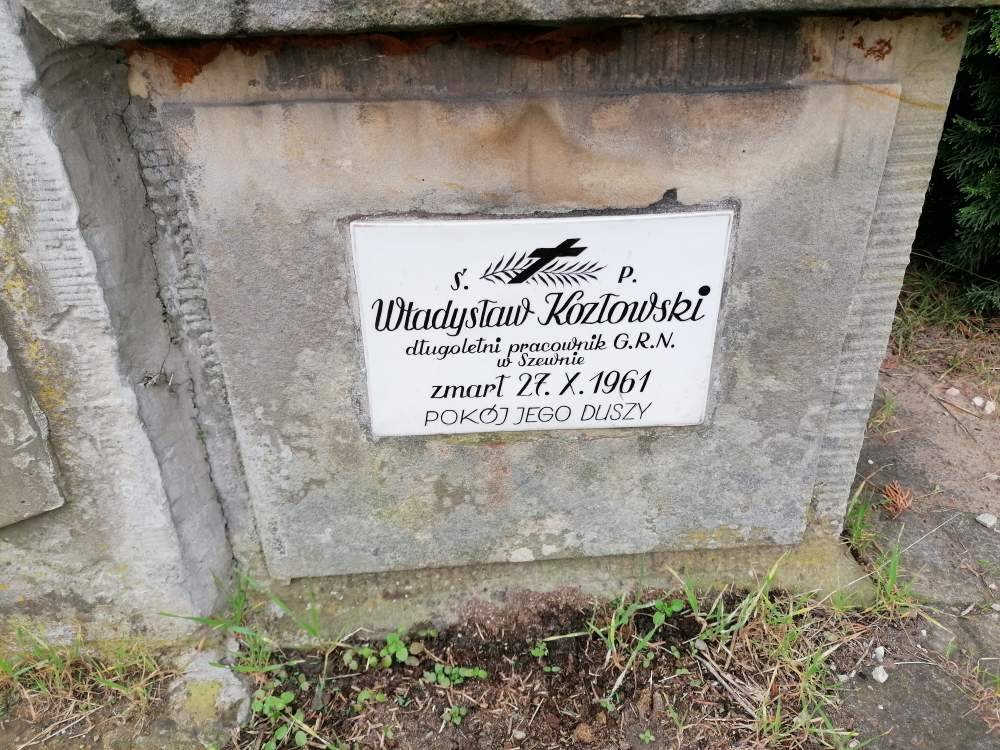 Ś. P.
Władysław Kozłowski
długoletni pracownik G.R.N.
w Szewnie
zmarł 27. X. 1961
POKÓJ JEGO DUSZY